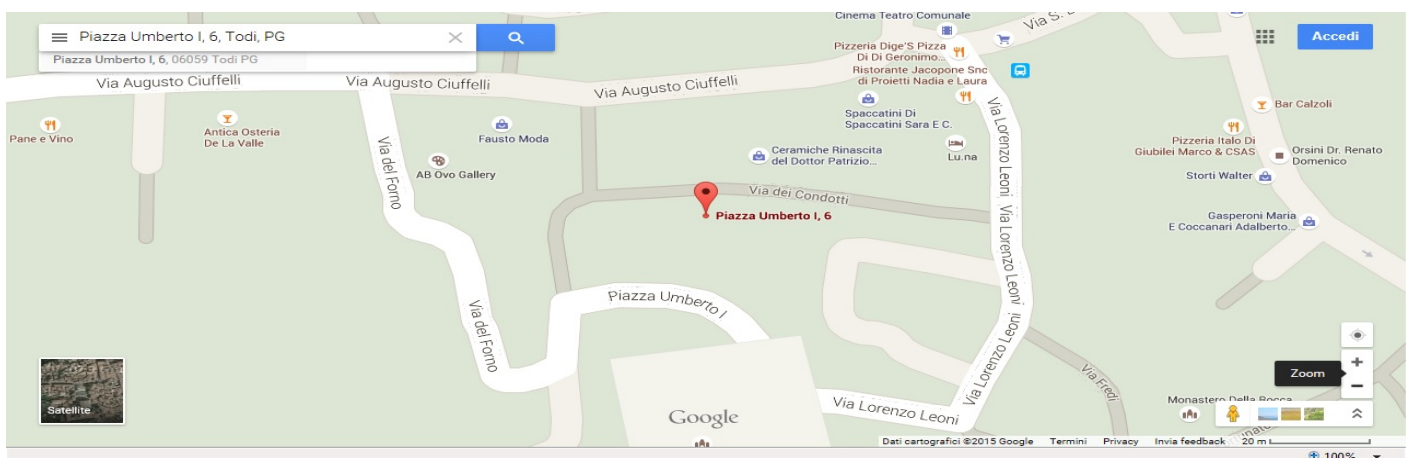 Piazza Umberto I, 6, Todi, PG
Piazza Umberto I, 6, 06059 Todi PG
Accedi
Cinema Teatro Comunale
Via S.
Pizzeria Dige'S Pizza
Di Di Geronimo...
Ristorante Jacopone Snc
di Proietti Nadia e Laura
Via Augusto Ciuffelli
Via Augusto Ciuffelli
Via Augusto Ciuffelli
Bar Calzoli
Pane e Vino
Antica Osteria
De La Valle
Fausto Moda
Spaccatini Di
Spaccatini Sara E C.
Via Lorenzo Leoni
Pizzeria Italo Di
Giubilei Marco & CSAS
Orsini Dr. Renato
Domenico
Via del Forno
AB Ovo Gallery
Ceramiche Rinascita
del Dottor Patrizio...
Lu.na
Storti Walter
Via dei Condotti
Piazza Umberto I, 6
Via Lorenzo Leoni
Gasperoni Maria
E Coccanari Adalberto...
Piazza Umberto I
Via del Forno
Via Lorenzo Leoni
Via Fredi
Zoom
Satellite
Google
Via Lorenzo Leoni
Monastero Della Rocca
Dati cartografici ©2015 Google Termini Privacy Invia feedback 20 m
100%